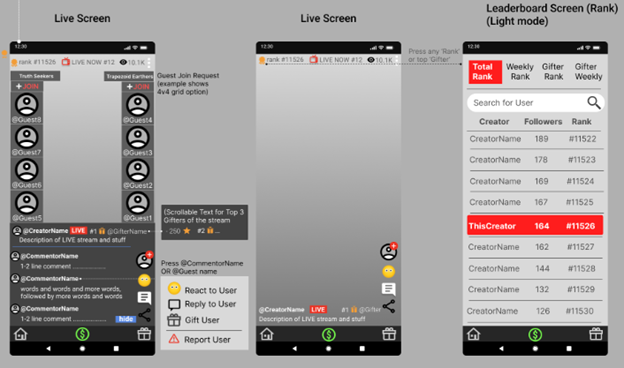 Live Screen
12:30
rank #11526 LIVE NOW #12 10.1K
Truth Seekers
Trapezoid Earthers
+JOIN
+JOIN
@Guest8
@Guest4
@Guest7
@Guest3
@Guest6
@Guest2
@Guest5
@Guest1
@CreatorName LIVE #1 @GifterName
Description of LIVE stream and stuff
@CommentorName
1-2 line comment ....................
@CommentorName
words and words and more words,
followed by more words and words
@CommentorName
1-2 line comment ....................
hide
$
Guest Join Request
(example shows
4v4 grid option)
(Scrollable Text for Top 3
Gifters of the stream
- 250 #2 ...
Press @CommentorName
OR @Guest name
React to User
Reply to User
Gift User
Report User
Live Screen
12:30
rank #11526 LIVE NOW #12 10.1K
@CreatorName LIVE #1 @Gifter
Description of LIVE stream and stuff
$
Press any 'Rank'
or top 'Gifter'
Leaderboard Screen (Rank)
(Light mode)
12:30
Total
Rank
Weekly
Rank
Gifter
Rank
Gifter
Weekly
Search for User
Creator Followers Rank
CreatorName 189 #11522
CreatorName 178 #11523
CreatorName 169 #11524
CreatorName 167 #11525
ThisCreator 164 #11526
CreatorName 162 #11527
CreatorName 144 #11528
CreatorName 132 #11529
CreatorName 126 #11530
$